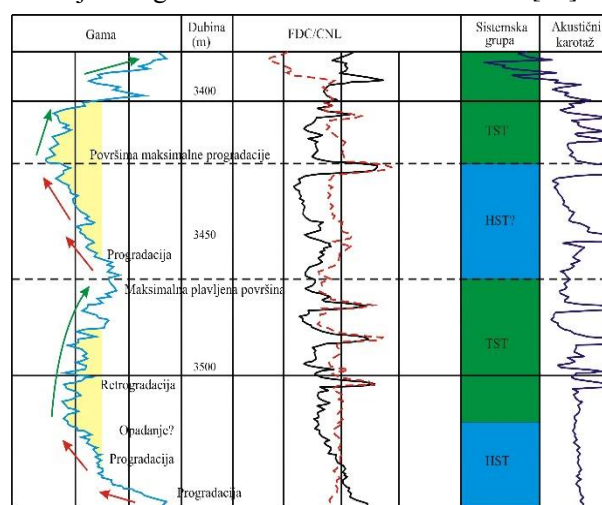 Gama
Dubina
(m)
FDC/CNL
Sistemska
grupa
Akustični
karotaž
3400
TST
Površina maksimalne progradacije
HST?
3450
Progradacija
Maksimalna plavljena površina
TST
3500
Retrogradacija
Opadanje?
Progradacija
HST
Progradacija